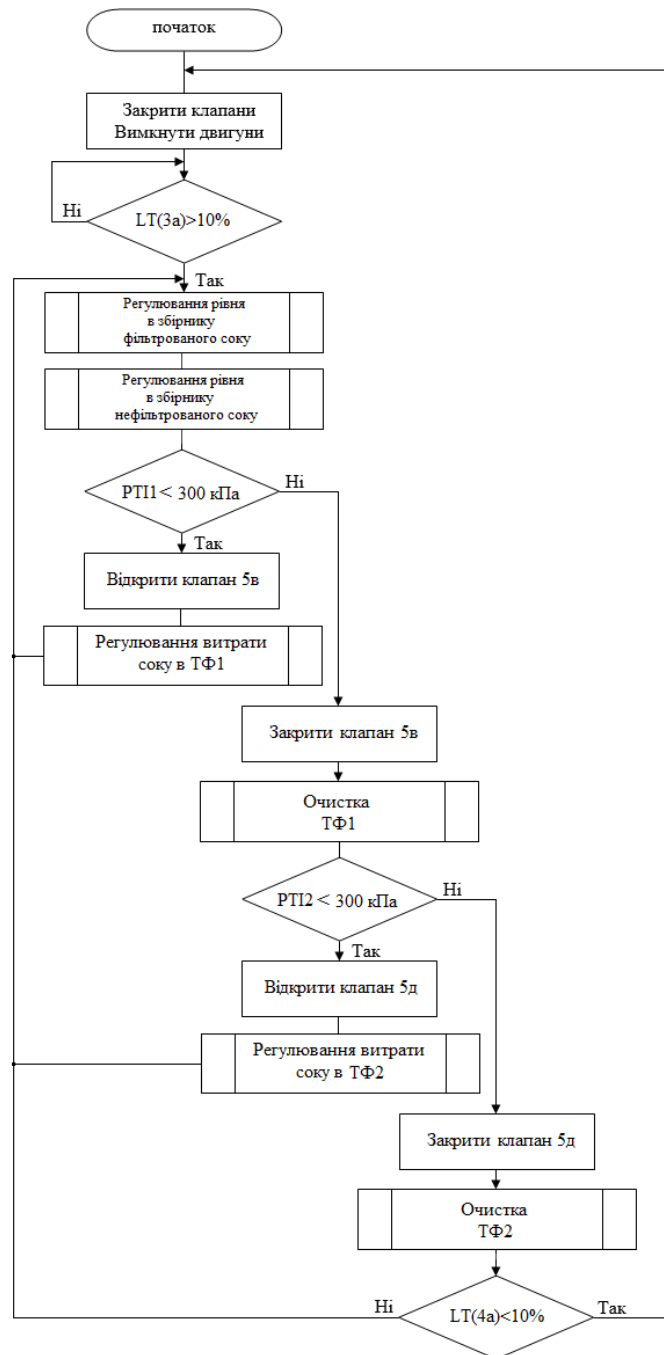 початок
Закрити клапани
Вимкнути двигуни
Ні
LT(3а)>10%
Так
Регулювання рівня
в збірнику
фільтрованого соку
Регулювання рівня
в збірнику
нефільтрованого соку
PTI1 < 300 кПа
Ні
Так
Відкрити клапан 5в
Регулювання витрати
соку в ТФ1
Закрити клапан 5в
Очистка
ТФ1
PTI2 < 300 кПа
Ні
Так
Відкрити клапан 5д
Регулювання витрати
соку в ТФ2
Закрити клапан 5д
Очистка
ТФ2
Ні
LT(4а)<10%
Так